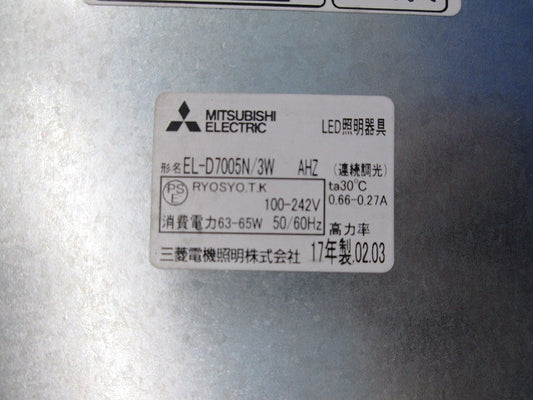 MITSUBISHI
ELECTRIC
LED照明器具
形名 EL-D7005N/3W AHZ (連続調光)
PS
E
RYOSYO.T.K
ta30℃
100-242V
0.66-0.27A
消費電力63-65W 50/60Hz
高力率
三菱電機照明株式会社 17年製.02.03